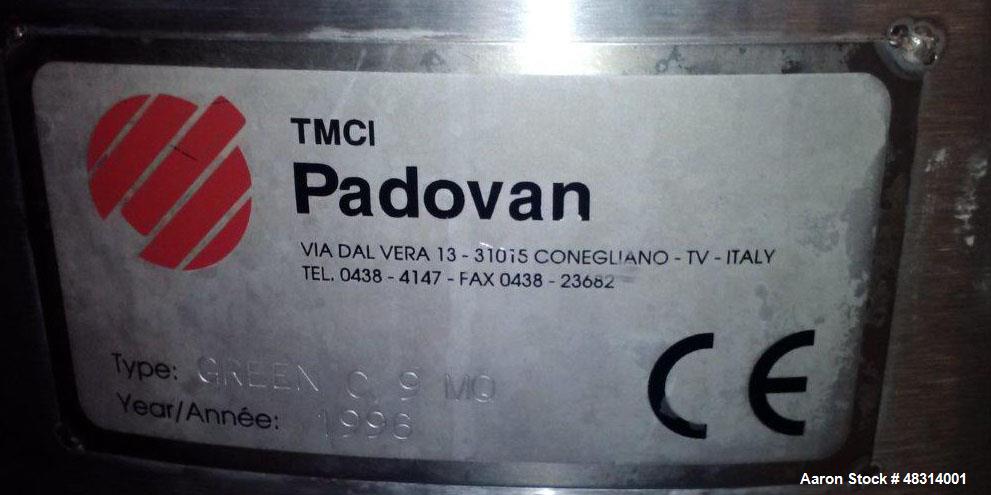 TMCI
Padovan
VIA DAL VERA 13 - 31015 CONEGLIANO - TV - ITALY
TEL. 0438 - 4147 - FAX 0438 - 23682
Type: GREEN C. 9 MQ
Year/Année: 1996
CE
Aaron Stock # 48314001